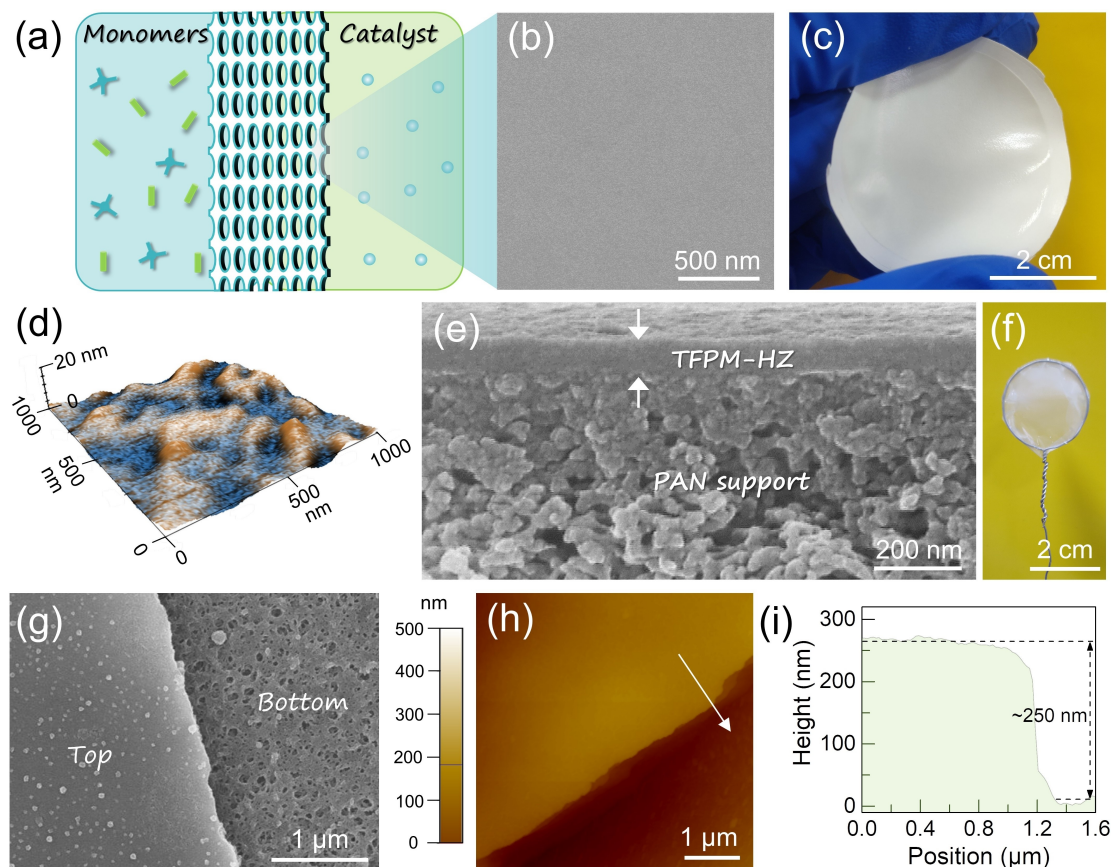 (a)
Monomers
Catalyst
(b)
500 nm
(c)
2 cm
(d)
20 nm
0
1000
500
nm
0
0
500
nm
1000
(e)
TFPM-HZ
PAN support
200 nm
(f)
2 cm
(g)
Top
Bottom
1 μm
nm
500
400
300
200
100
0
(h)
1 μm
(i)
Height (nm)
300
200
100
0
~250 nm
0.0 0.4 0.8 1.2 1.6
Position (μm)